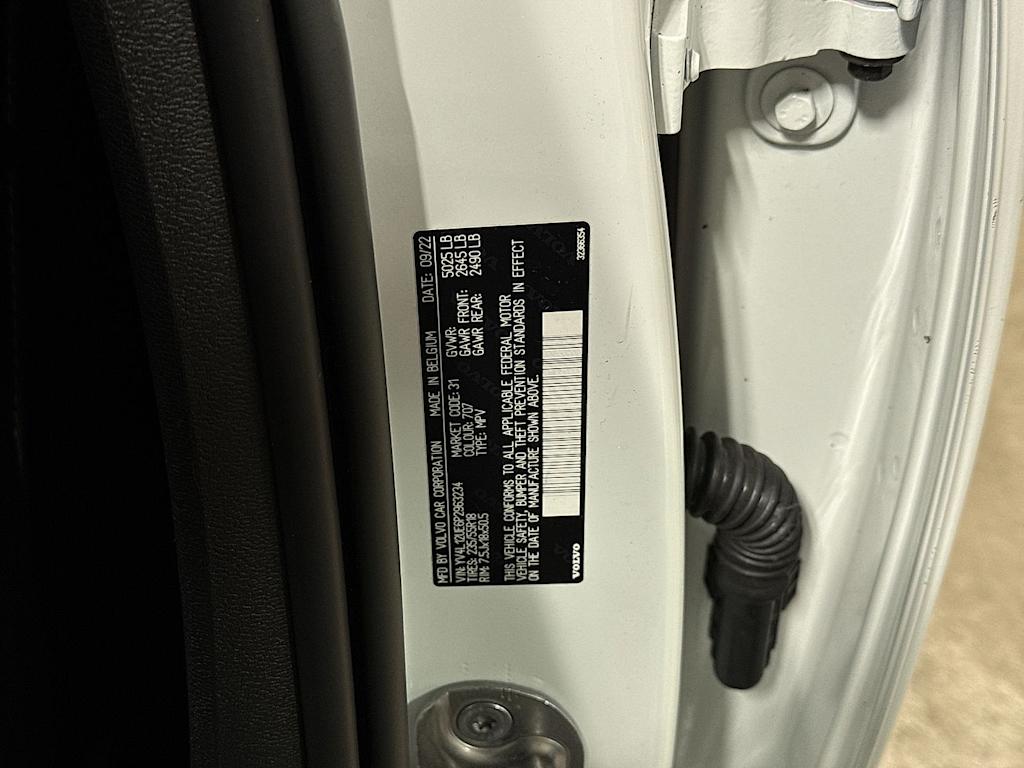 MFD BY VOLVO CAR CORPORATION MADE IN BELGIUM DATE: 09/22
VIN: YV4L12UE6P2963234 MARKET CODE: 31 GVWR: 5025 LB
TIRES: 235/55R18 COLOUR: 707 GAWR FRONT: 2645 LB
RIM: 7.5Jx18x50.5 TYPE: MPV GAWR REAR: 2490 LB
THIS VEHICLE CONFORMS TO ALL APPLICABLE FEDERAL MOTOR
VEHICLE SAFETY, BUMPER AND THEFT PREVENTION STANDARDS IN EFFECT
ON THE DATE OF MANUFACTURE SHOWN ABOVE.
VOLVO 32366354